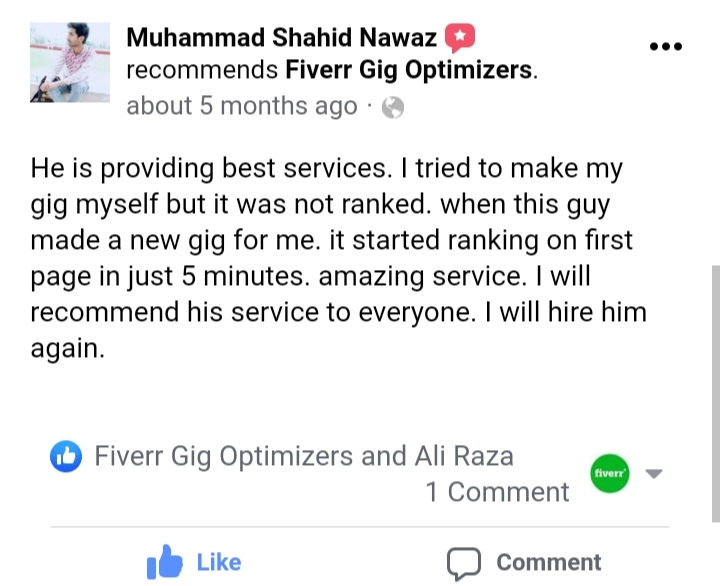 Muhammad Shahid Nawaz
recommends Fiverr Gig Optimizers.
about 5 months ago ·
He is providing best services. I tried to make my
gig myself but it was not ranked. when this guy
made a new gig for me. it started ranking on first
page in just 5 minutes. amazing service. I will
recommend his service to everyone. I will hire him
again.
Fiverr Gig Optimizers and Ali Raza
1 Comment
fiverr
Like
Comment